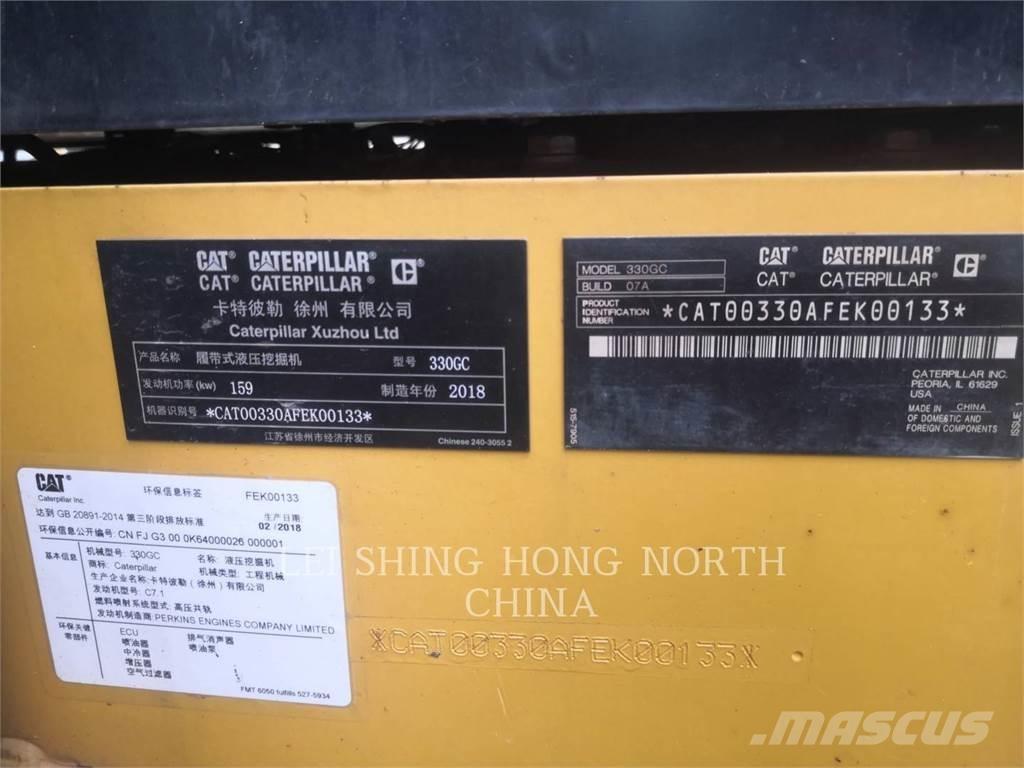 CAT CATERPILLAR
CAT® CATERPILLAR®
卡特彼勒 徐州 有限公司
Caterpillar Xuzhou Ltd
产品名称 履带式液压挖掘机 型号 330GC
发动机功率(kw) 159 制造年份 2018
机器识别号 *CAT00330AFEK00133*
江苏省徐州市经济开发区 Chinese 240-3055 2
MODEL 330GC
BUILD 07A
CAT® CATERPILLAR®
CAT® CATERPILLAR®
PRODUCT
IDENTIFICATION
NUMBER
*CAT00330AFEK00133*
CATERPILLAR INC.
PEORIA, IL 61629
USA
MADE IN CHINA
OF DOMESTIC AND
FOREIGN COMPONENTS
515-7905
ISSUE 1
CAT®
Caterpillar Inc.
环保信息标签
FEK00133
达到 GB 20891-2014 第三阶段排放标准
生产日期:
02 /2018
环保信息公开编号: CN FJ G3 00 0K64000026 000001
基本信息
机械型号: 330GC 名称: 液压挖掘机
商标: Caterpillar 机械类型: 工程机械
生产企业名称: 卡特彼勒 (徐州) 有限公司
发动机型号: C7.1
燃料喷射系统型式: 高压共轨
发动机制造商: PERKINS ENGINES COMPANY LIMITED
环保关键
零部件
ECU 排气消声器
喷油器 喷油泵
中冷器
增压器
空气过滤器
FMT 6050 fulfills 527-5934
LEI SHING HONG NORTH
CHINA
*CAT00330AFEK00133*
MASCUS